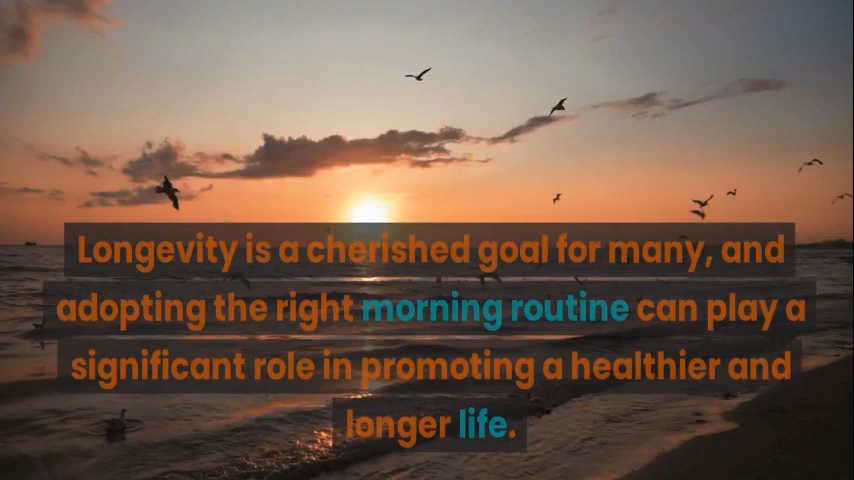 Longevity is a cherished goal for many, and
adopting the right morning routine can play a
significant role in promoting a healthier and
longer life.